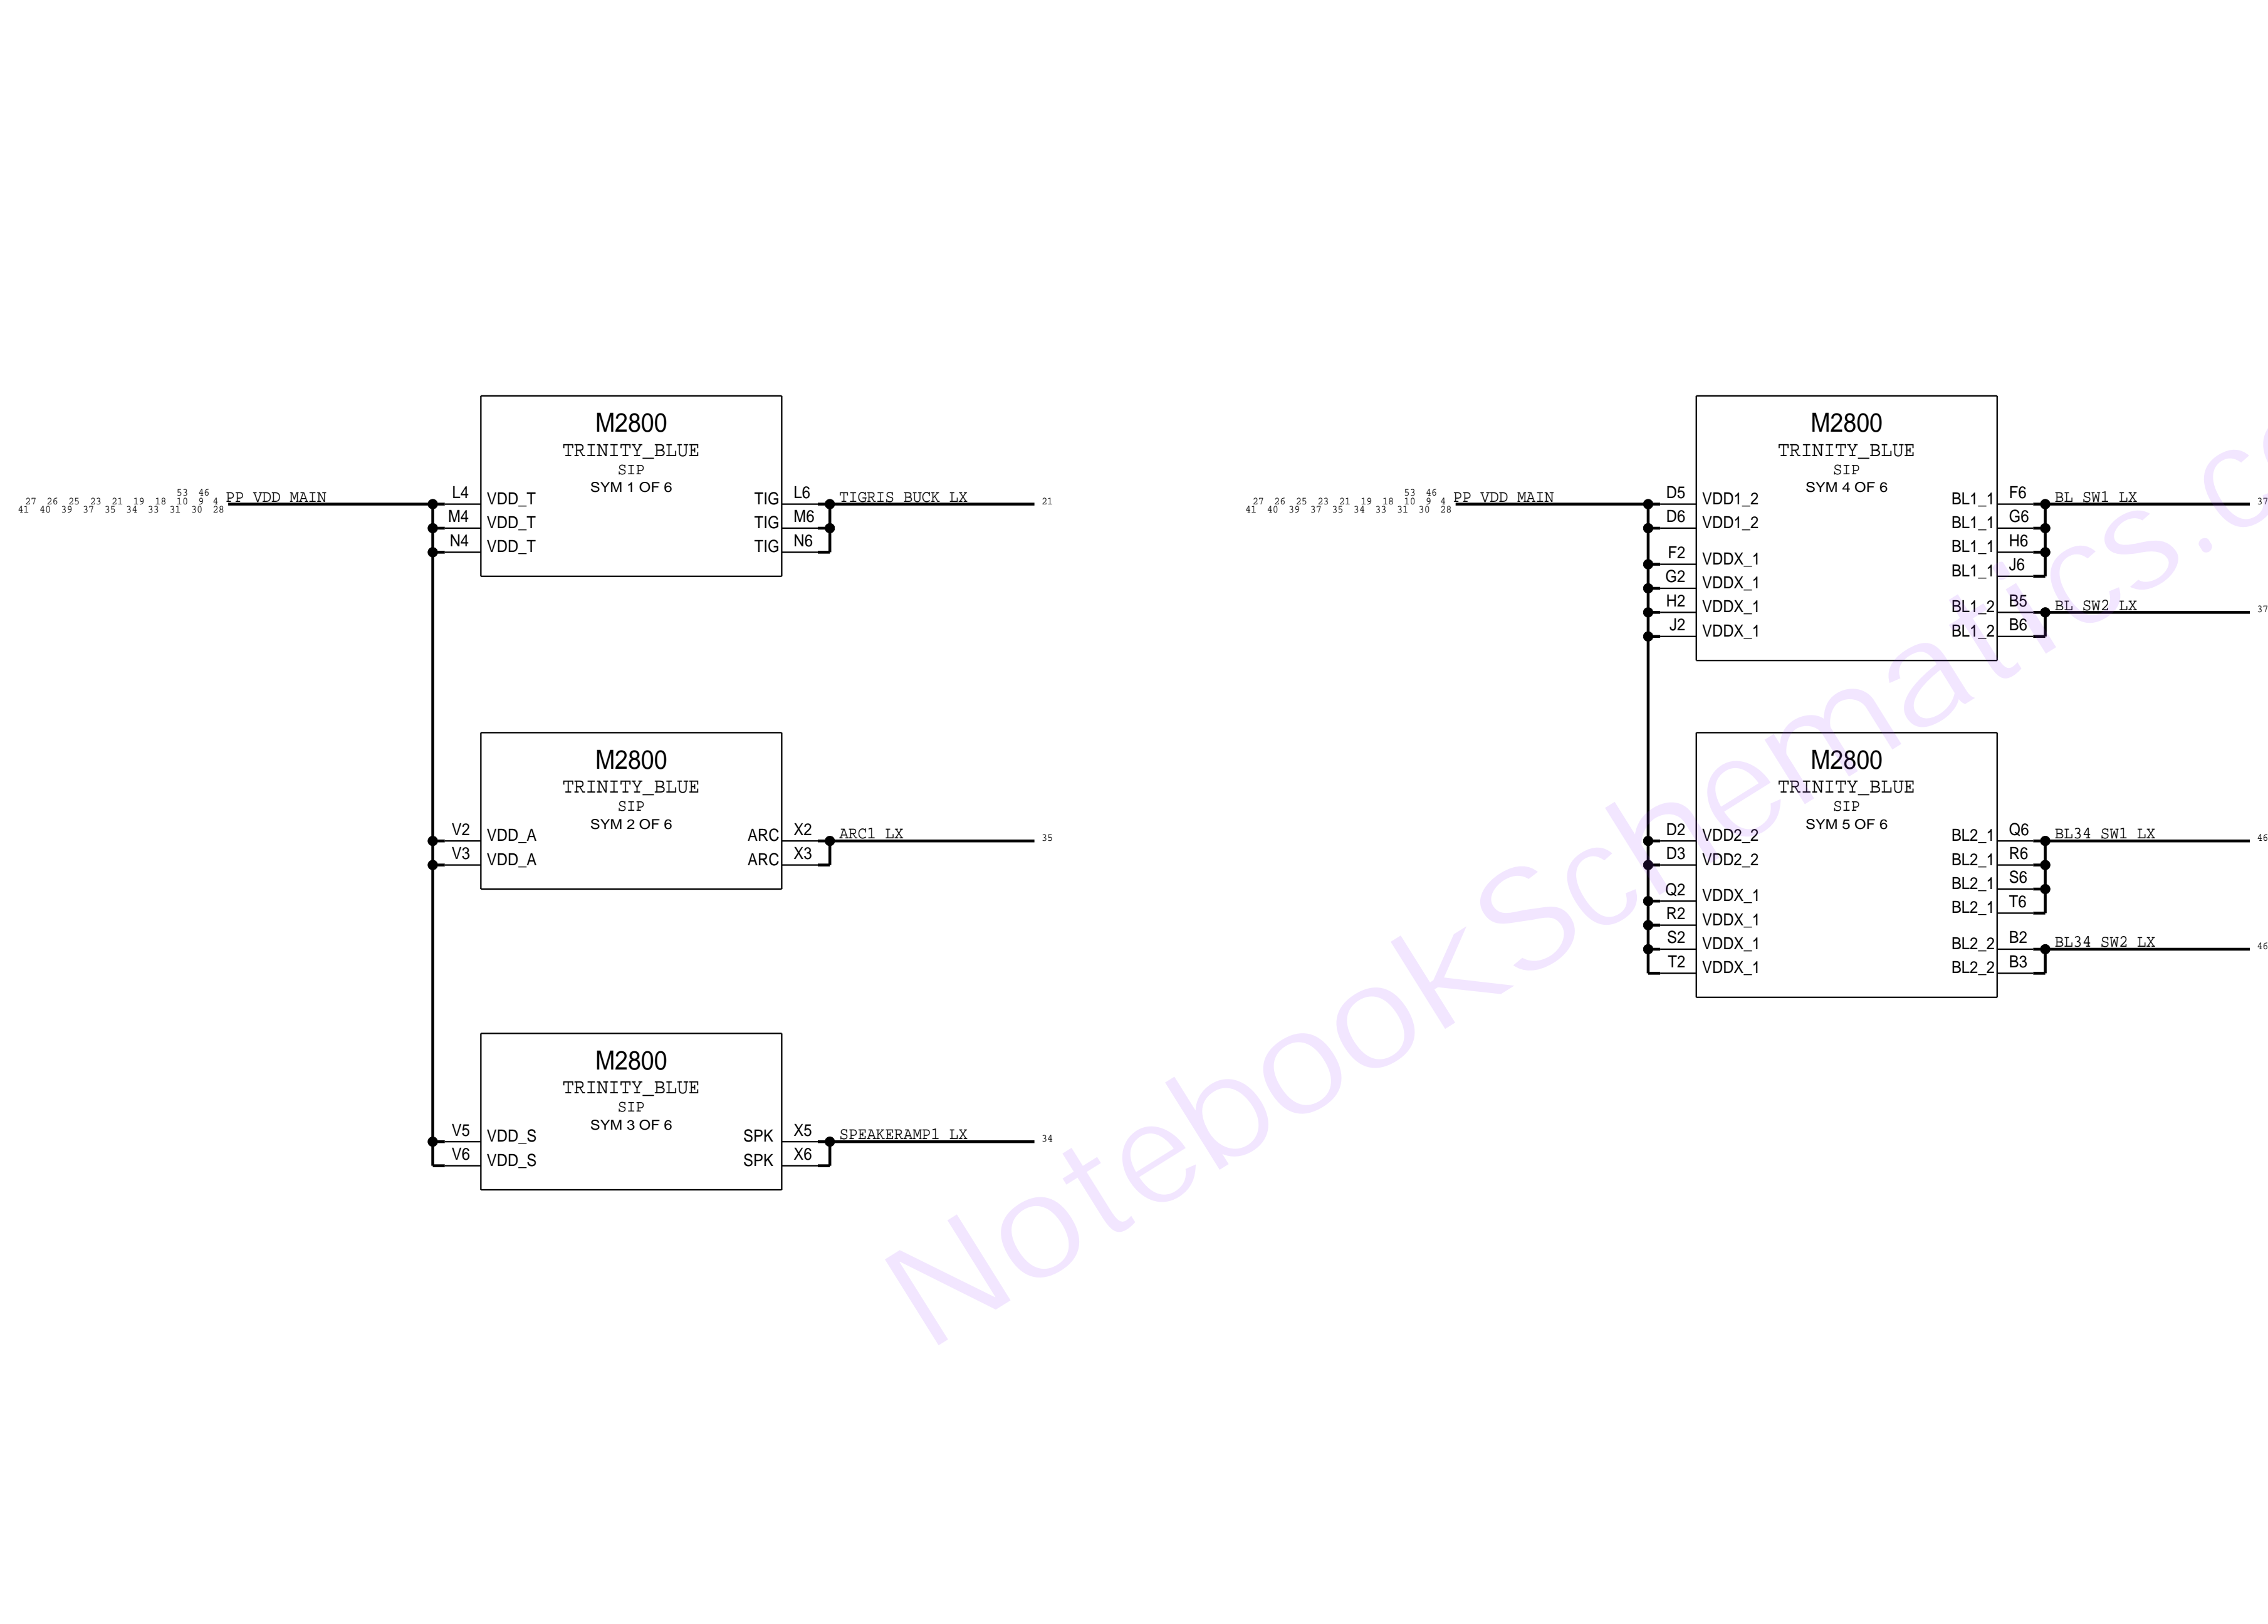 M2800
TRINITY_BLUE
SIP
SYM 1 OF 6
53 46
27 26 25 23 21 19 18 10 9 4
41 40 39 37 35 34 33 31 30 28
PP_VDD_MAIN
L4 VDD_T TIG L6 TIGRIS_BUCK_LX 21
M4 VDD_T TIG M6
N4 VDD_T TIG N6
M2800
TRINITY_BLUE
SIP
SYM 2 OF 6
V2 VDD_A ARC X2 ARC1_LX 35
V3 VDD_A ARC X3
M2800
TRINITY_BLUE
SIP
SYM 3 OF 6
V5 VDD_S SPK X5 SPEAKERAMP1_LX 34
V6 VDD_S SPK X6
M2800
TRINITY_BLUE
SIP
SYM 4 OF 6
53 46
27 26 25 23 21 19 18 10 9 4
41 40 39 37 35 34 33 31 30 28
PP_VDD_MAIN
D5 VDD1_2 BL1_1 F6 BL_SW1_LX 37
D6 VDD1_2 BL1_1 G6
F2 VDDX_1 BL1_1 H6
G2 VDDX_1 BL1_1 J6
H2 VDDX_1 BL1_2 B5 BL_SW2_LX 37
J2 VDDX_1 BL1_2 B6
M2800
TRINITY_BLUE
SIP
SYM 5 OF 6
D2 VDD2_2 BL2_1 Q6 BL34_SW1_LX 46
D3 VDD2_2 BL2_1 R6
Q2 VDDX_1 BL2_1 S6
R2 VDDX_1 BL2_1 T6
S2 VDDX_1 BL2_2 B2 BL34_SW2_LX 46
T2 VDDX_1 BL2_2 B3
NotebookSchematics.c